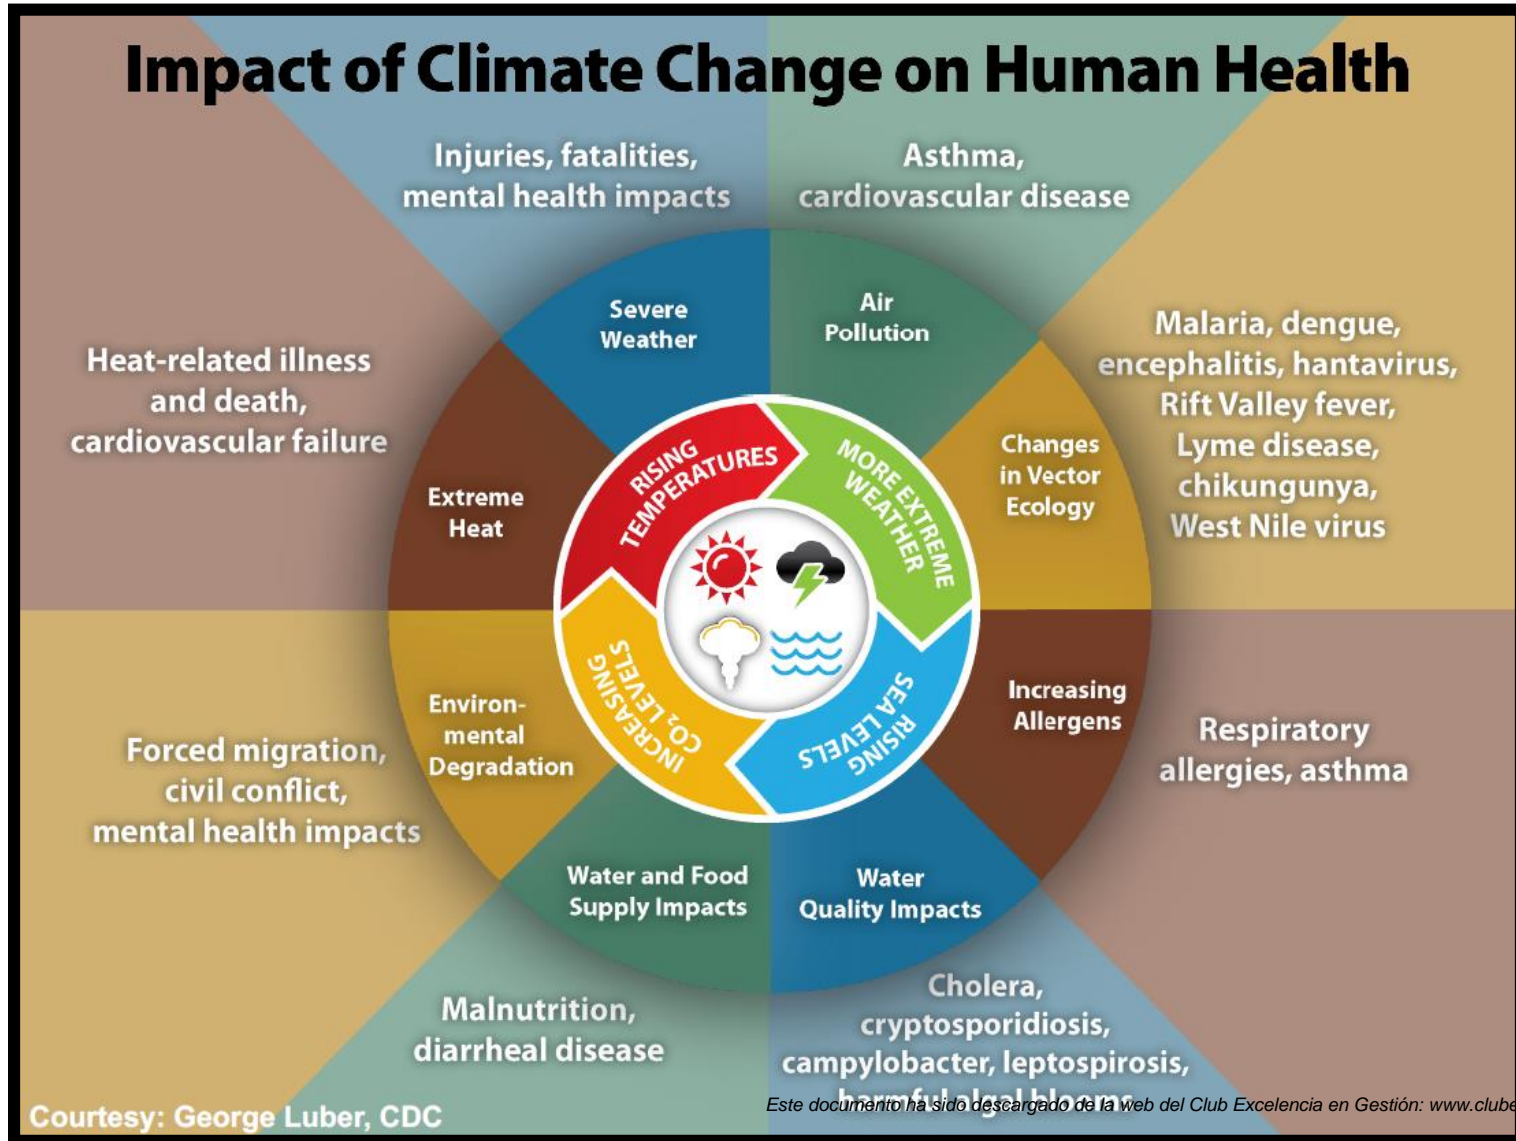 Impact of Climate Change on Human Health
Injuries, fatalities,
mental health impacts
Asthma,
cardiovascular disease
Severe
Weather
Air
Pollution
Malaria, dengue,
encephalitis, hantavirus,
Rift Valley fever,
Lyme disease,
chikungunya,
West Nile virus
Heat-related illness
and death,
cardiovascular failure
Extreme
Heat
Changes
in Vector
Ecology
RISING
TEMPERATURES
MORE EXTREME
WEATHER
RISING
SEA LEVELS
INCREASING
CO₂ LEVELS
Environ-
mental
Degradation
Increasing
Allergens
Forced migration,
civil conflict,
mental health impacts
Respiratory
allergies, asthma
Water and Food
Supply Impacts
Water
Quality Impacts
Malnutrition,
diarrheal disease
Cholera,
cryptosporidiosis,
campylobacter, leptospirosis,
harmful algal blooms
Este documento ha sido descargado de la web del Club Excelencia en Gestión: www.clube
Courtesy: George Luber, CDC